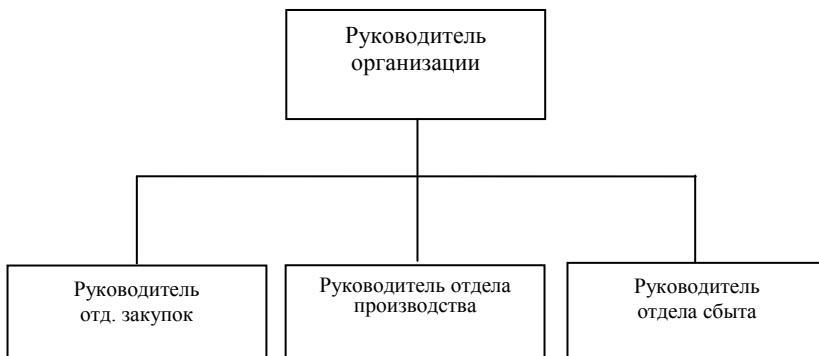 Руководитель
организации
Руководитель
отд. закупок
Руководитель отдела
производства
Руководитель
отдела сбыта